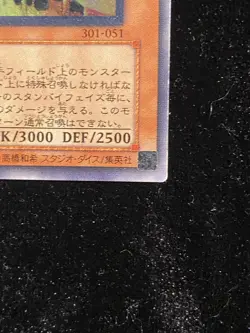 301-051
フィールド上のモンスター
上に特殊召喚しなければな
のスタンバイフェイズ毎に、
のダメージを与える。このモ
ターン通常召喚はできない。
K/3000 DEF/2500
高橋和希 スタジオ・ダイス/集英社